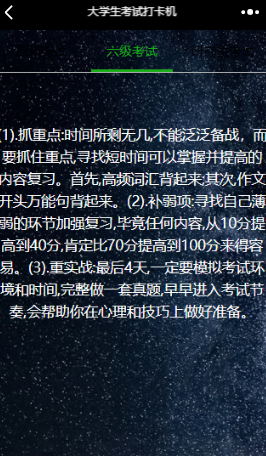 大学生考试打卡机
六级考试
(1).抓重点:时间所剩无几,不能泛泛备战，而
要抓住重点,寻找短时间可以掌握并提高的
内容复习。首先,高频词汇背起来;其次,作文
开头万能句背起来。(2).补弱项:寻找自己薄
弱的环节加强复习,毕竟任何内容,从10分提
高到40分,肯定比70分提高到100分来得容
易。(3).重实战:最后4天,一定要模拟考试环
境和时间,完整做一套真题,早早进入考试节
奏,会帮助你在心理和技巧上做好准备。